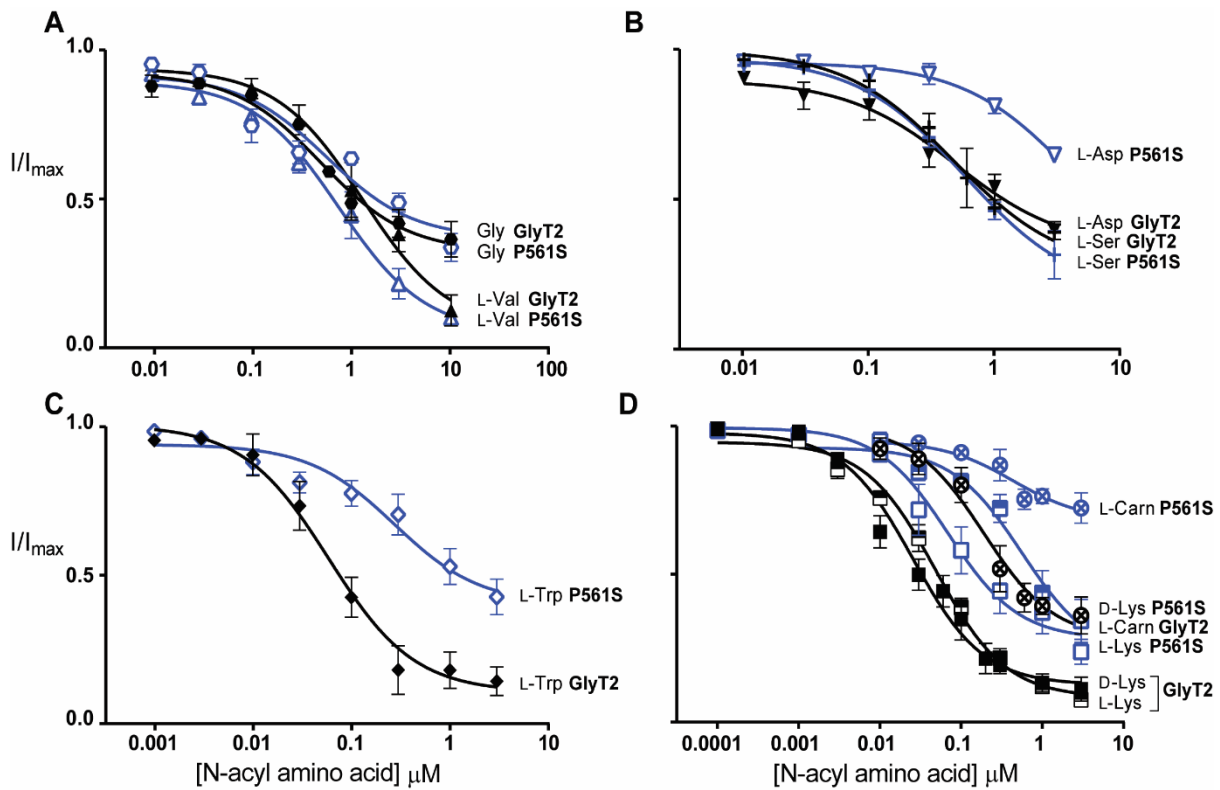 A
1.0
I/Imax
0.5
0.0
Gly GlyT2
Gly P561S
L-Val GlyT2
L-Val P561S
0.01 0.1 1 10 100
B
L-Asp P561S
L-Asp GlyT2
L-Ser GlyT2
L-Ser P561S
0.01 0.1 1 10
C
1.0
I/Imax
0.5
0.0
L-Trp P561S
L-Trp GlyT2
0.001 0.01 0.1 1 10
[N-acyl amino acid] μM
D
L-Carn P561S
D-Lys P561S
L-Carn GlyT2
L-Lys P561S
D-Lys
L-Lys
GlyT2
0.0001 0.001 0.01 0.1 1 10
[N-acyl amino acid] μM